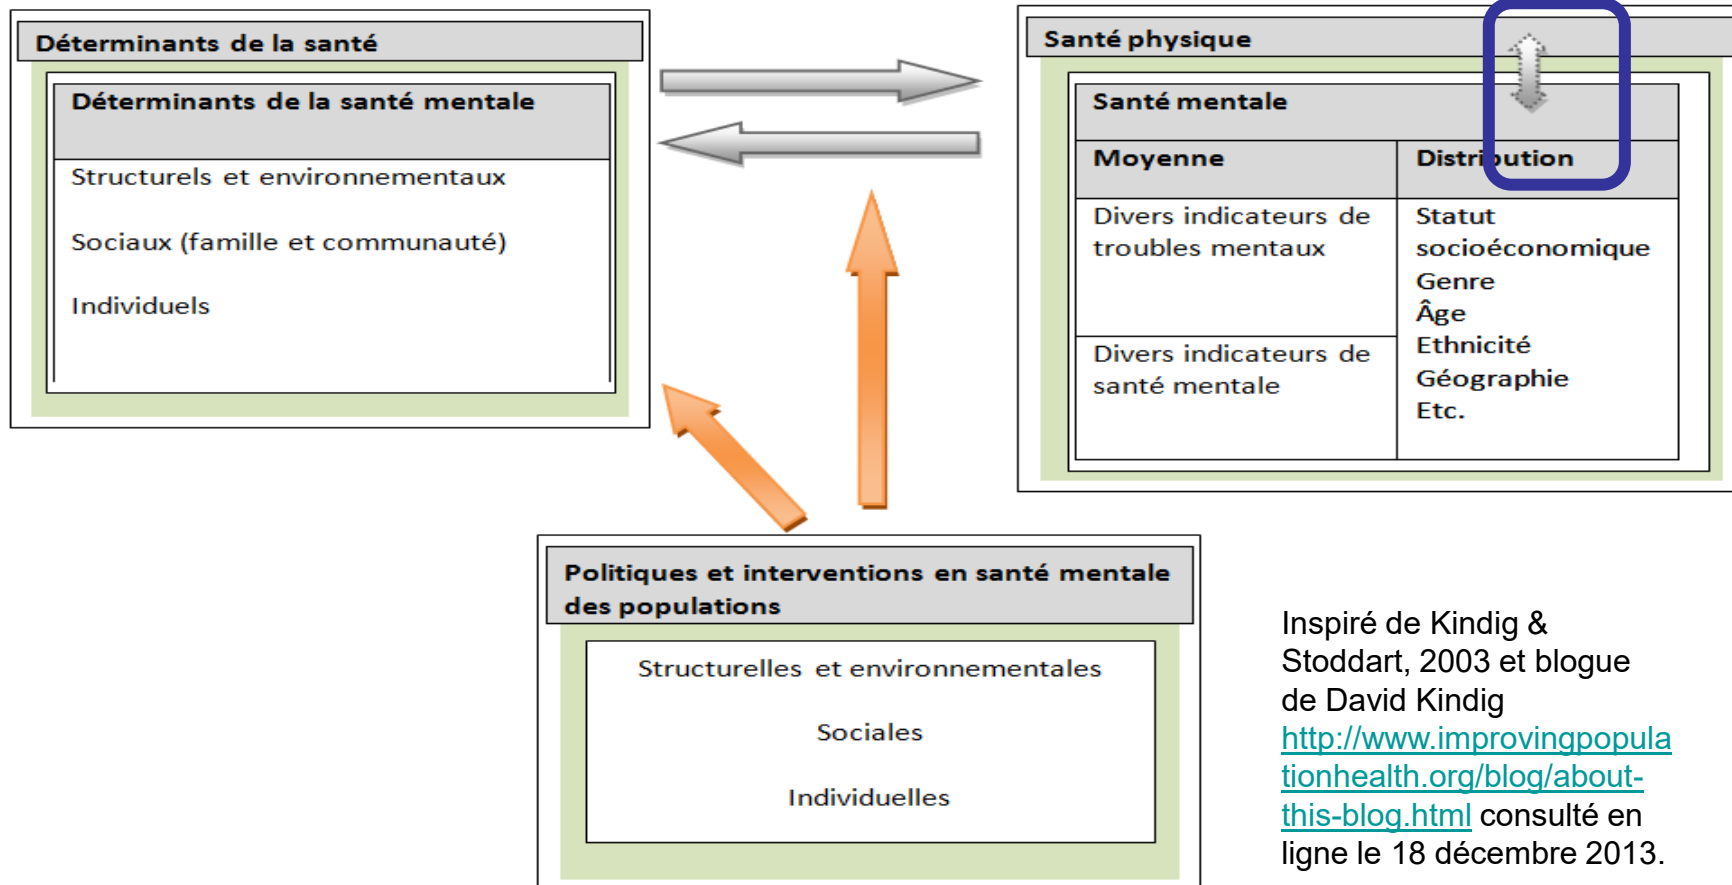 Déterminants de la santé
Déterminants de la santé mentale
Structurels et environnementaux
Sociaux (famille et communauté)
Individuels
Santé physique
Santé mentale
Moyenne
Distribution
Divers indicateurs de
troubles mentaux
Divers indicateurs de
santé mentale
Statut
socioéconomique
Genre
Âge
Ethnicité
Géographie
Etc.
Politiques et interventions en santé mentale
des populations
Structurelles et environnementales
Sociales
Individuelles
Inspiré de Kindig &
Stoddart, 2003 et blogue
de David Kindig
http://www.improvingpopula
tionhealth.org/blog/about-
this-blog.html consulté en
ligne le 18 décembre 2013.